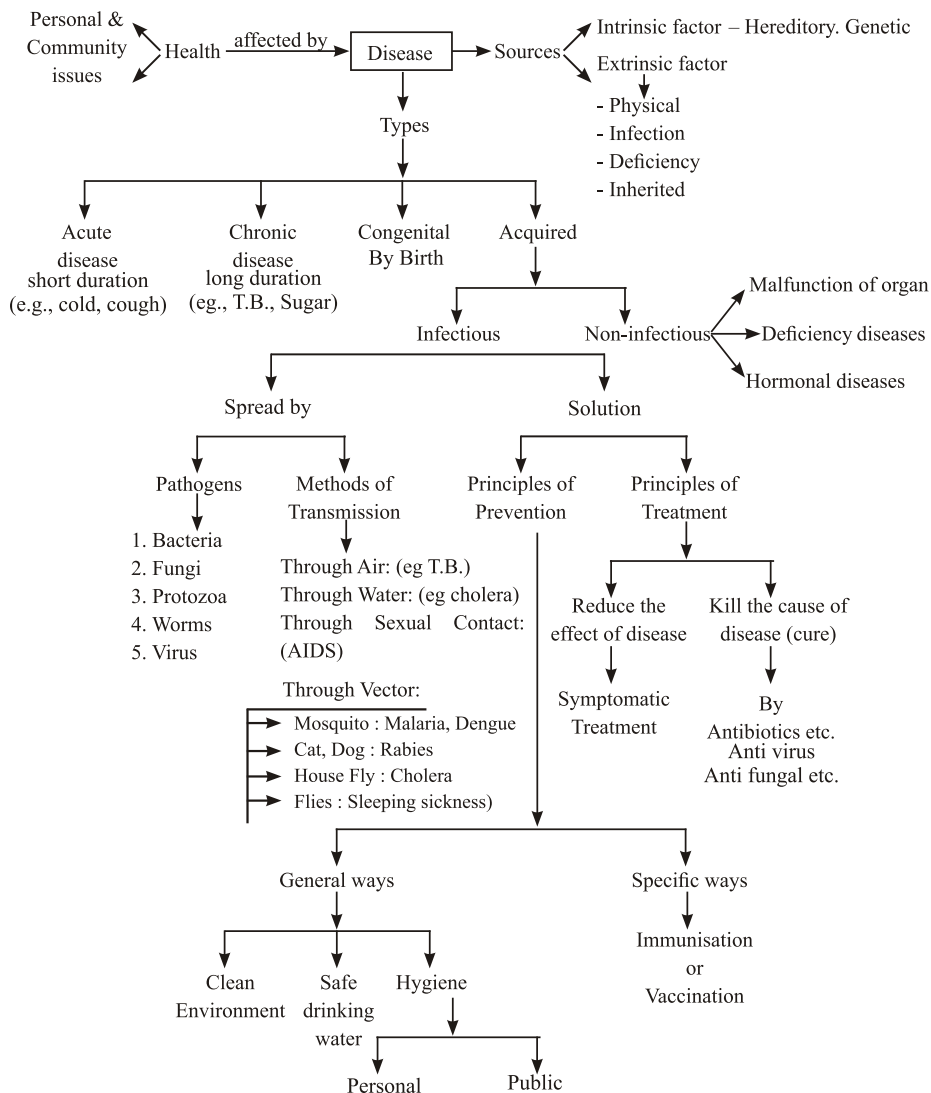 Personal &
Community
issues
Health
affected by
Disease
Sources
Intrinsic factor – Hereditary. Genetic
Extrinsic factor
- Physical
- Infection
- Deficiency
- Inherited
Types
Acute
disease
short duration
(e.g., cold, cough)
Chronic
disease
long duration
(eg., T.B., Sugar)
Congenital
By Birth
Acquired
Infectious
Non-infectious
Malfunction of organ
Deficiency diseases
Hormonal diseases
Spread by
Solution
Pathogens
1. Bacteria
2. Fungi
3. Protozoa
4. Worms
5. Virus
Methods of
Transmission
Through Air: (eg T.B.)
Through Water: (eg cholera)
Through Sexual Contact:
(AIDS)
Through Vector:
Mosquito : Malaria, Dengue
Cat, Dog : Rabies
House Fly : Cholera
Flies : Sleeping sickness)
Principles of
Prevention
Principles of
Treatment
Reduce the
effect of disease
Symptomatic
Treatment
Kill the cause of
disease (cure)
By
Antibiotics etc.
Anti virus
Anti fungal etc.
General ways
Specific ways
Clean
Environment
Safe
drinking
water
Hygiene
Immunisation
or
Vaccination
Personal
Public